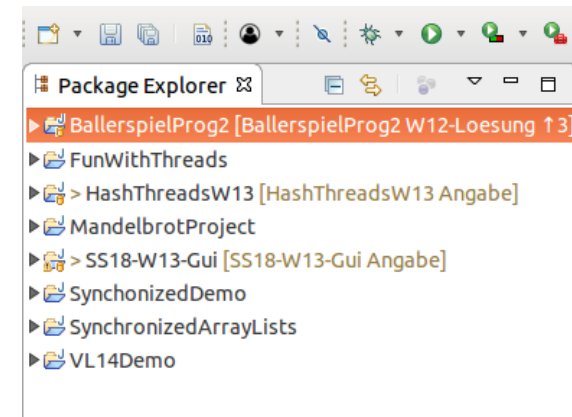 010
Package Explorer
BallerspielProg2 [BallerspielProg2 W12-Loesung ↑3]
FunWithThreads
> HashThreadsW13 [HashThreadsW13 Angabe]
MandelbrotProject
> SS18-W13-Gui [SS18-W13-Gui Angabe]
SynchonizedDemo
SynchronizedArrayLists
VL14Demo